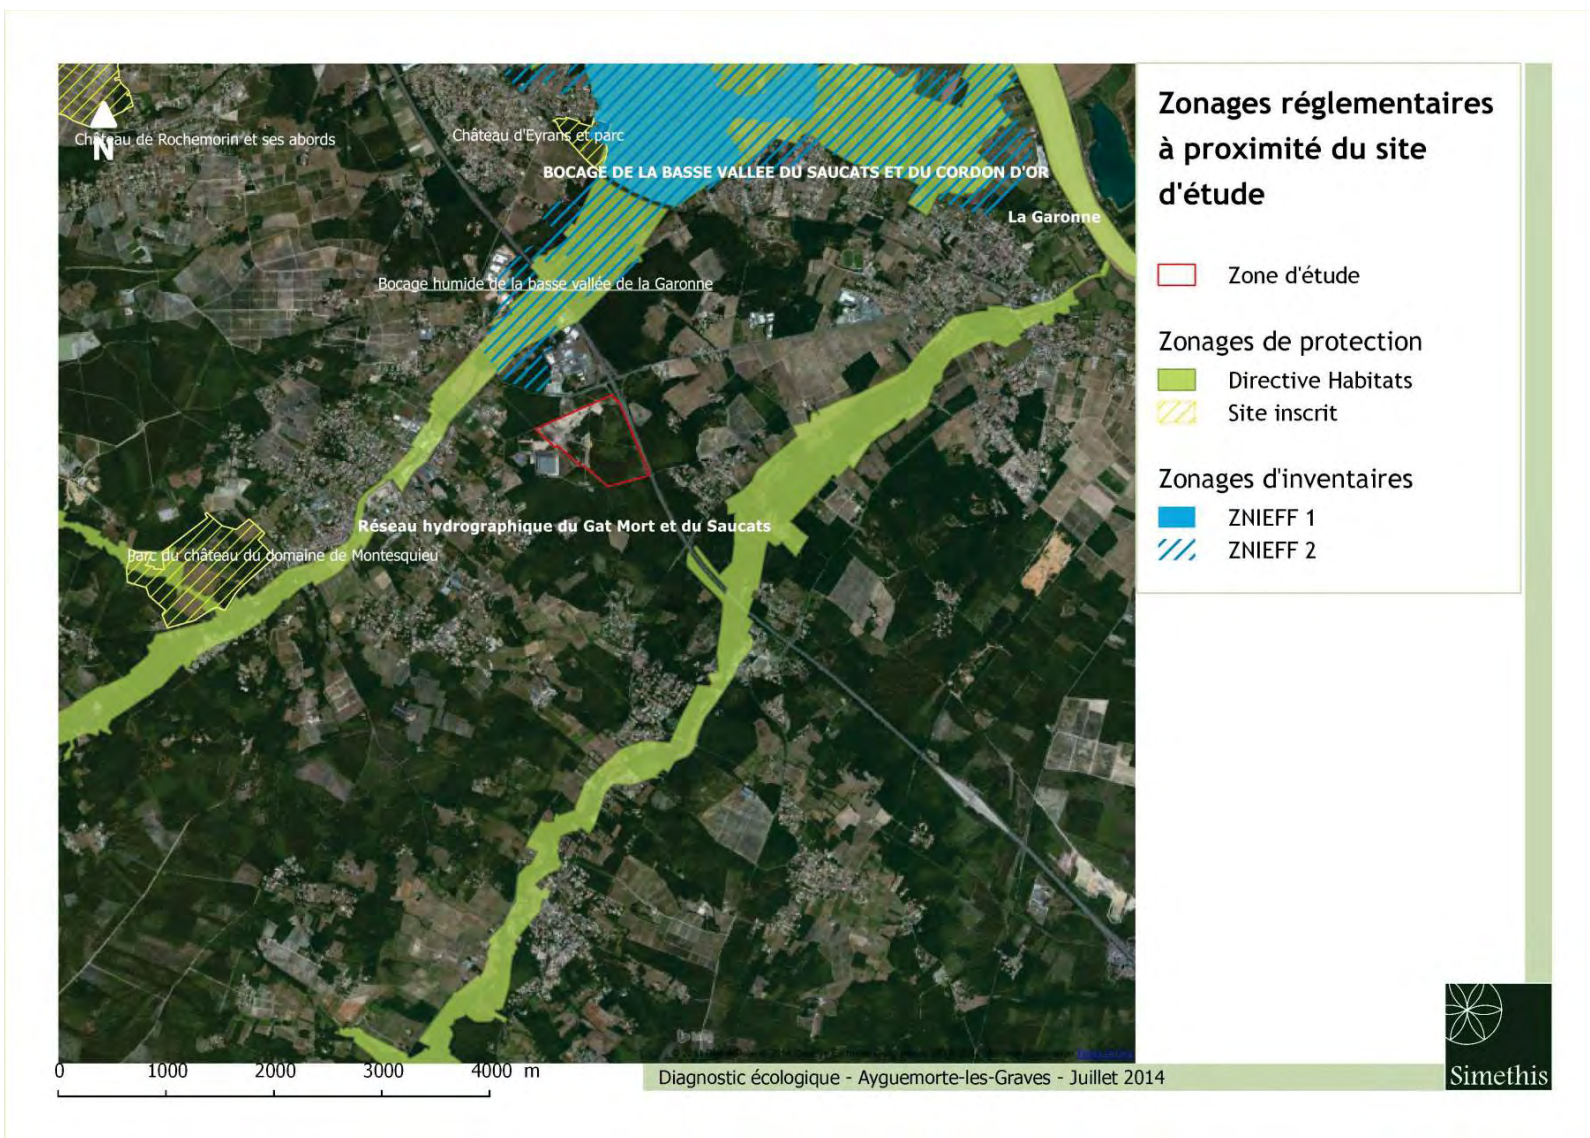 Château de Rochemorin et ses abords
N
Château d'Eyrans et parc
BOCAGE DE LA BASSE VALLEE DU SAUCATS ET DU CORDON D'OR
La Garonne
Bocage humide de la basse vallée de la Garonne
Réseau hydrographique du Gat Mort et du Saucats
Parc du château du domaine de Montesquieu
0 1000 2000 3000 4000 m
Zonages réglementaires
à proximité du site
d'étude
Zone d'étude
Zonages de protection
Directive Habitats
Site inscrit
Zonages d'inventaires
ZNIEFF 1
ZNIEFF 2
Diagnostic écologique - Ayguemorte-les-Graves - Juillet 2014
Simethis